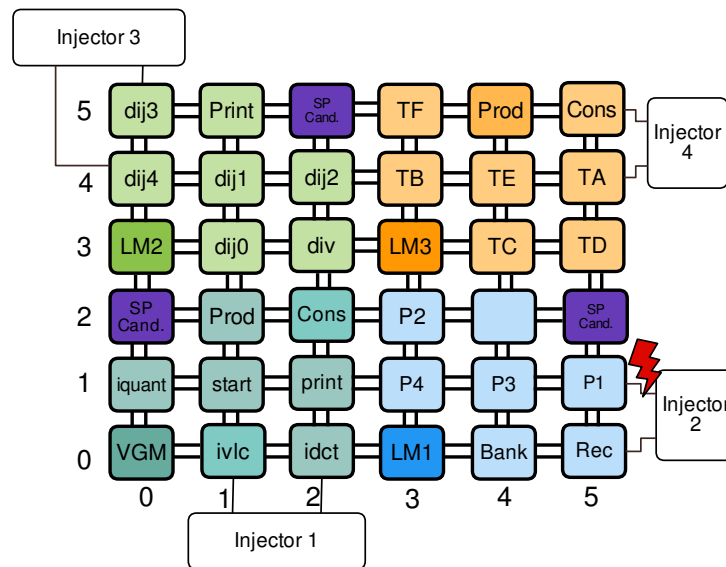 Injector 3
5 dij3 Print SP Cand. TF Prod Cons
Injector 4
4 dij4 dij1 dij2 TB TE TA
3 LM2 dij0 div LM3 TC TD
2 SP Cand. Prod Cons P2 SP Cand.
1 iquant start print P4 P3 P1
Injector 2
0 VGM ivlc idct LM1 Bank Rec
0 1 2 3 4 5
Injector 1